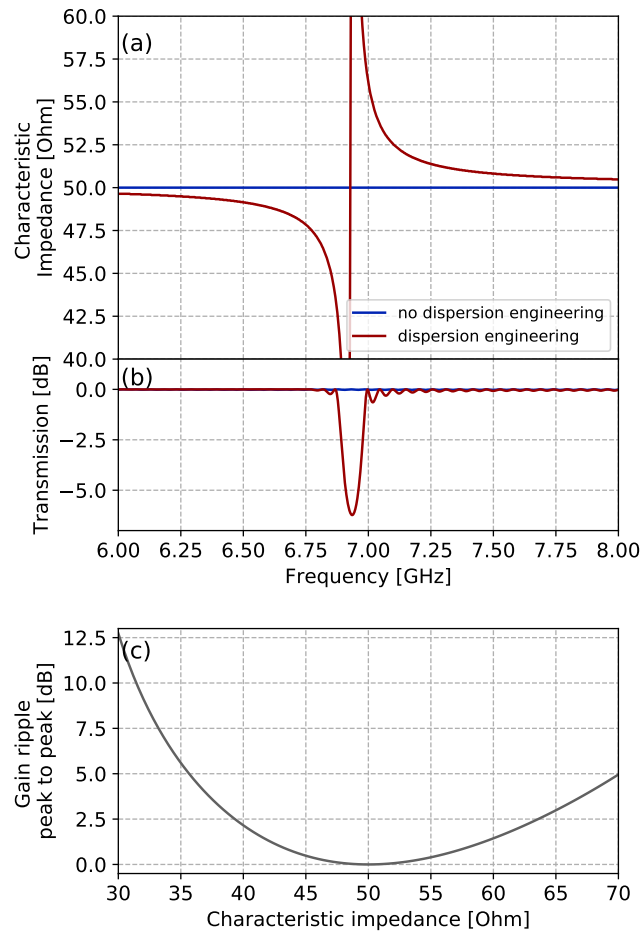 (a)
60.0
57.5
55.0
52.5
50.0
47.5
45.0
42.5
40.0
Characteristic
Impedance [Ohm]
no dispersion engineering
dispersion engineering
(b)
0.0
−2.5
−5.0
Transmission [dB]
6.00 6.25 6.50 6.75 7.00 7.25 7.50 7.75 8.00
Frequency [GHz]
(c)
12.5
10.0
7.5
5.0
2.5
0.0
Gain ripple
peak to peak [dB]
30 35 40 45 50 55 60 65 70
Characteristic impedance [Ohm]